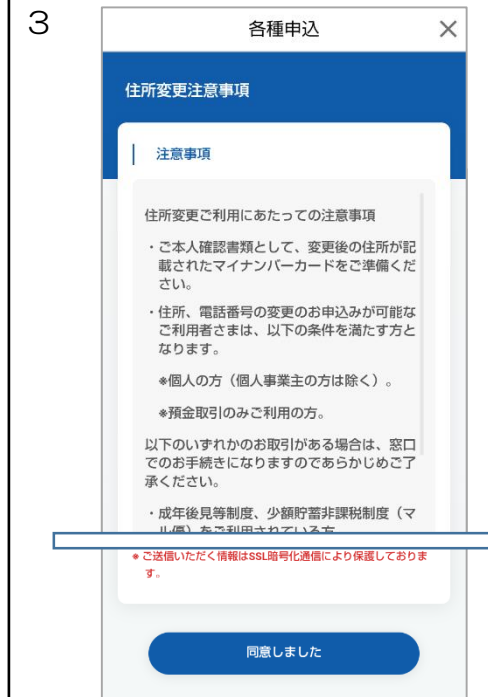 3
各種申込
住所変更注意事項
注意事項
住所変更ご利用にあたっての注意事項
・ご本人確認書類として、変更後の住所が記
載されたマイナンバーカードをご準備くだ
さい。
・住所、電話番号の変更のお申込みが可能な
ご利用者さまは、以下の条件を満たす方と
なります。
※個人の方（個人事業主の方は除く）。
※預金取引のみご利用の方。
以下のいずれかのお取引がある場合は、窓口
でのお手続きになりますのであらかじめご了
承ください。
・成年後見等制度、少額貯蓄非課税制度（マ
ル優）をご利用されている方
※ご送信いただく情報はSSL暗号化通信により保護しておりま
す。
同意しました